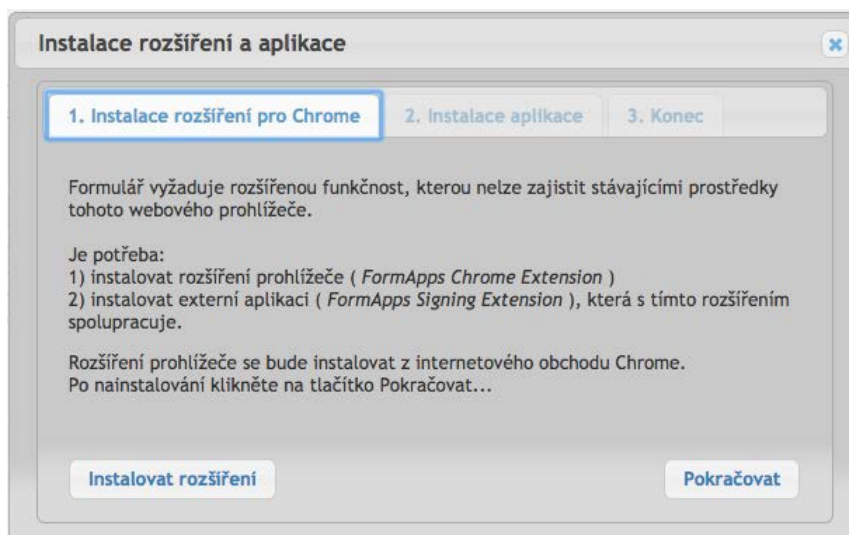 Instalace rozšíření a aplikace
1. Instalace rozšíření pro Chrome
2. Instalace aplikace
3. Konec
Formulář vyžaduje rozšířenou funkčnost, kterou nelze zajistit stávajícími prostředky
tohoto webového prohlížeče.
Je potřeba:
1) instalovat rozšíření prohlížeče ( FormApps Chrome Extension )
2) instalovat externí aplikaci ( FormApps Signing Extension ), která s tímto rozšířením
spolupracuje.
Rozšíření prohlížeče se bude instalovat z internetového obchodu Chrome.
Po nainstalování klikněte na tlačítko Pokračovat...
Instalovat rozšíření
Pokračovat